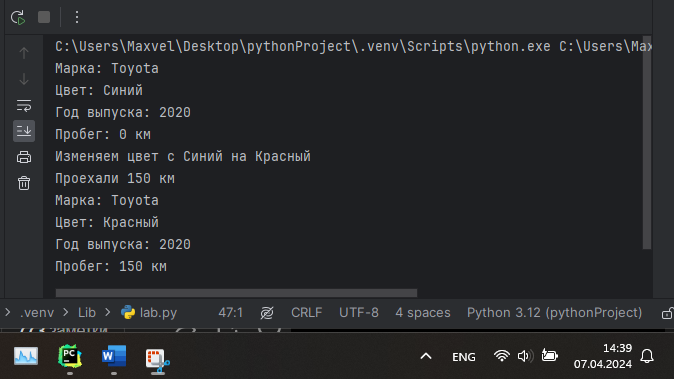 C:\Users\Maxvel\Desktop\pythonProject\.venv\Scripts\python.exe C:\Users\Max
Марка: Toyota
Цвет: Синий
Год выпуска: 2020
Пробег: 0 км
Изменяем цвет с Синий на Красный
Проехали 150 км
Марка: Toyota
Цвет: Красный
Год выпуска: 2020
Пробег: 150 км
.venv > Lib > lab.py 47:1 CRLF UTF-8 4 spaces Python 3.12 (pythonProject)
PC W ENG 14:39
07.04.2024